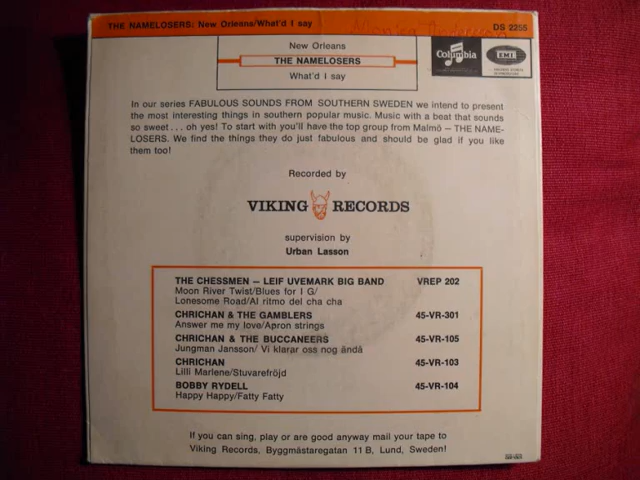 THE NAMELOSERS: New Orleans/What'd I say
DS 2255
New Orleans
THE NAMELOSERS
What'd I say
Columbia
EMI
In our series FABULOUS SOUNDS FROM SOUTHERN SWEDEN we intend to present
the most interesting things in southern popular music. Music with a beat that sounds
so sweet . . . oh yes! To start with you'll have the top group from Malmö — THE NAME-
LOSERS. We find the things they do just fabulous and should be glad if you like
them too!
Recorded by
VIKING RECORDS
supervision by
Urban Lasson
THE CHESSMEN — LEIF UVEMARK BIG BAND VREP 202
Moon River Twist/Blues for I G/
Lonesome Road/Al ritmo del cha cha
CHRICHAN & THE GAMBLERS 45-VR-301
Answer me my love/Apron strings
CHRICHAN & THE BUCCANEERS 45-VR-105
Jungman Jansson/ Vi klarar oss nog ändå
CHRICHAN 45-VR-103
Lilli Marlene/Stuvarefröjd
BOBBY RYDELL 45-VR-104
Happy Happy/Fatty Fatty
If you can sing, play or are good anyway mail your tape to
Viking Records, Byggmästaregatan 11 B, Lund, Sweden!